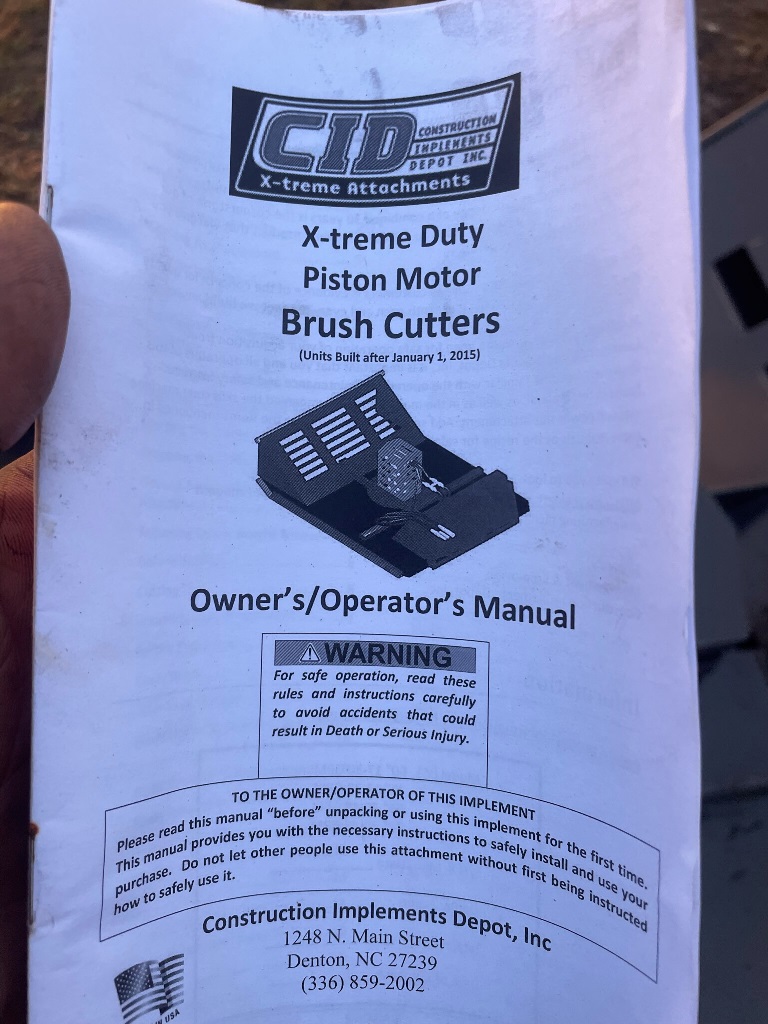 CID
CONSTRUCTION
IMPLEMENTS
DEPOT INC.
X-treme Attachments
X-treme Duty
Piston Motor
Brush Cutters
(Units Built after January 1, 2015)
Owner's/Operator's Manual
WARNING
For safe operation, read these
rules and instructions carefully
to avoid accidents that could
result in Death or Serious Injury.
TO THE OWNER/OPERATOR OF THIS IMPLEMENT
Please read this manual "before" unpacking or using this implement for the first time.
This manual provides you with the necessary instructions to safely install and use your
purchase. Do not let other people use this attachment without first being instructed
how to safely use it.
Construction Implements Depot, Inc
1248 N. Main Street
Denton, NC 27239
(336) 859-2002
IN USA